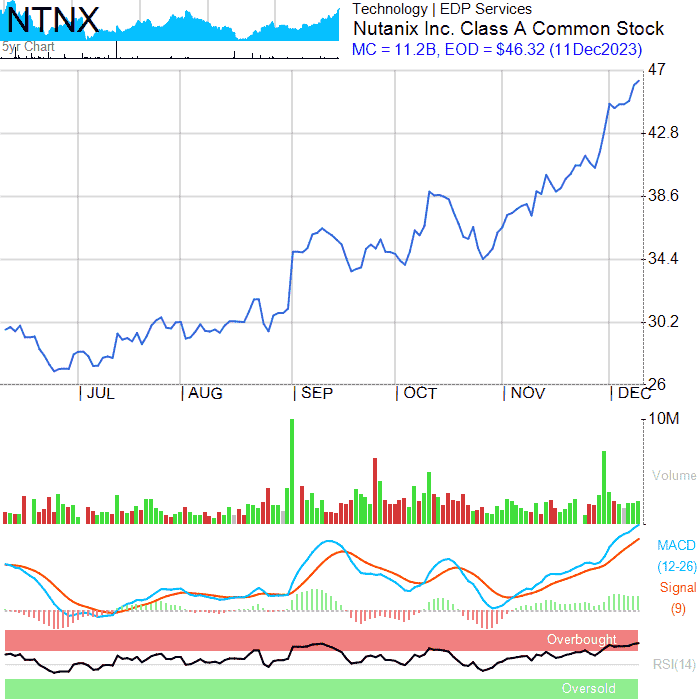 NTNX
5yr Chart
Technology | EDP Services
Nutanix Inc. Class A Common Stock
MC = 11.2B, EOD = $46.32 (11Dec2023)
47
42.8
38.6
34.4
30.2
26
| JUL | AUG | SEP | OCT | NOV | DEC
10M
Volume
MACD
(12-26)
Signal
(9)
Overbought
RSI(14)
Oversold